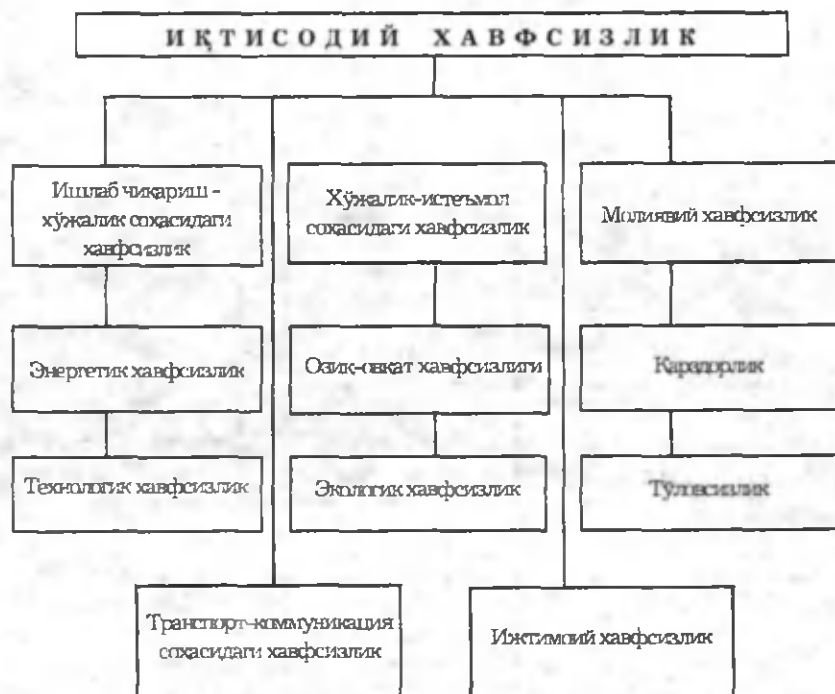 ИҚТИСОДИЙ ХАВФСИЗЛИК
Ишлаб чиқариш -
хўжалик соҳасидаги
хавфсизлик
Хўжалик-истеъмол
соҳасидаги хавфсизлик
Молиявий хавфсизлик
Энергетик хавфсизлик
Озиқ-овқат хавфсизлиги
Қарздорлик
Технологик хавфсизлик
Экологик хавфсизлик
Тўловсизлик
Транспорт-коммуникация
соҳасидаги хавфсизлик
Ижтимоий хавфсизлик